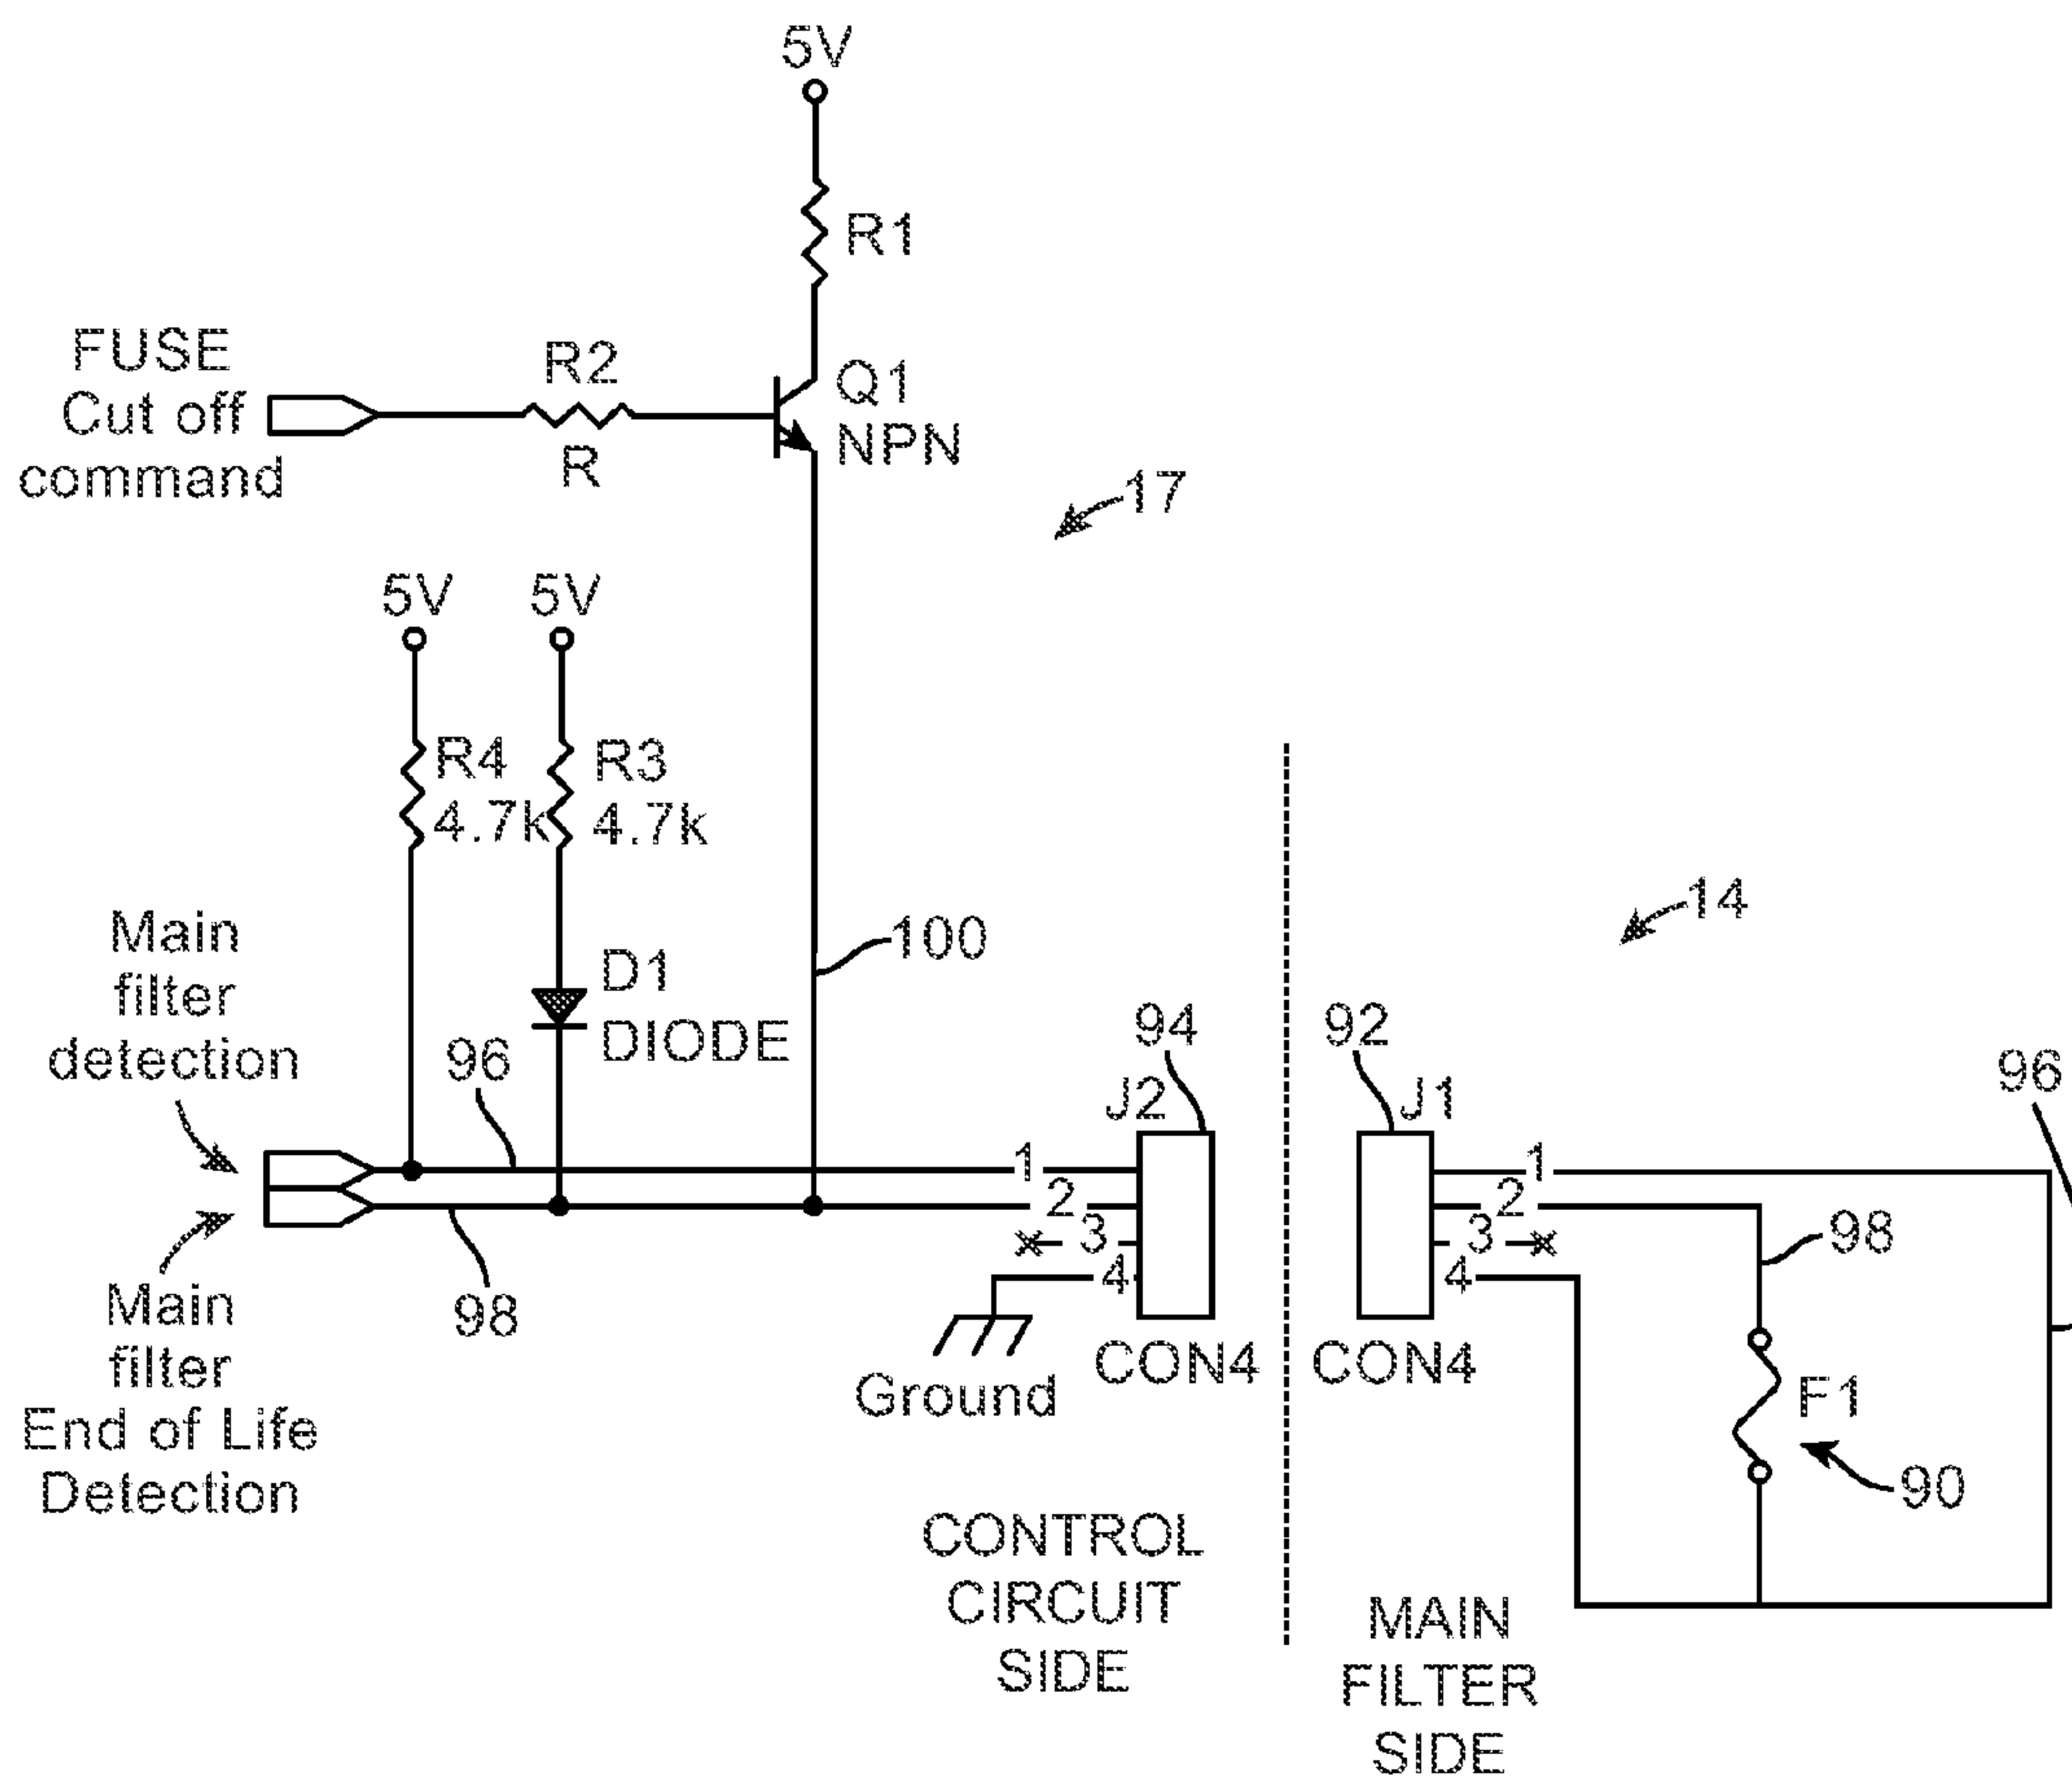 5V
R1
FUSE
Cut off
command
R2
R
Q1
NPN
17
5V
5V
R4
4.7k
R3
4.7k
100
14
Main
filter
detection
D1
DIODE
96
94
92
96
J2
J1
1
2
3
4
1
2
3
4
98
98
Main
filter
End of Life
Detection
Ground
CON4
CON4
F1
90
CONTROL
CIRCUIT
SIDE
MAIN
FILTER
SIDE